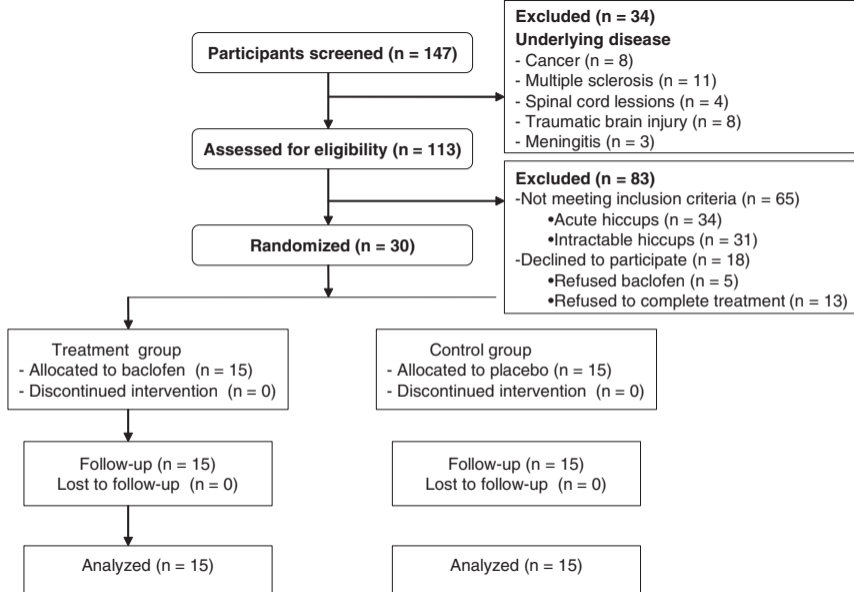 Participants screened (n = 147)
Excluded (n = 34)
Underlying disease
- Cancer (n = 8)
- Multiple sclerosis (n = 11)
- Spinal cord lessions (n = 4)
- Traumatic brain injury (n = 8)
- Meningitis (n = 3)
Assessed for eligibility (n = 113)
Excluded (n = 83)
-Not meeting inclusion criteria (n = 65)
•Acute hiccups (n = 34)
•Intractable hiccups (n = 31)
-Declined to participate (n = 18)
•Refused baclofen (n = 5)
•Refused to complete treatment (n = 13)
Randomized (n = 30)
Treatment group
- Allocated to baclofen (n = 15)
- Discontinued intervention (n = 0)
Control group
- Allocated to placebo (n = 15)
- Discontinued intervention (n = 0)
Follow-up (n = 15)
Lost to follow-up (n = 0)
Follow-up (n = 15)
Lost to follow-up (n = 0)
Analyzed (n = 15)
Analyzed (n = 15)